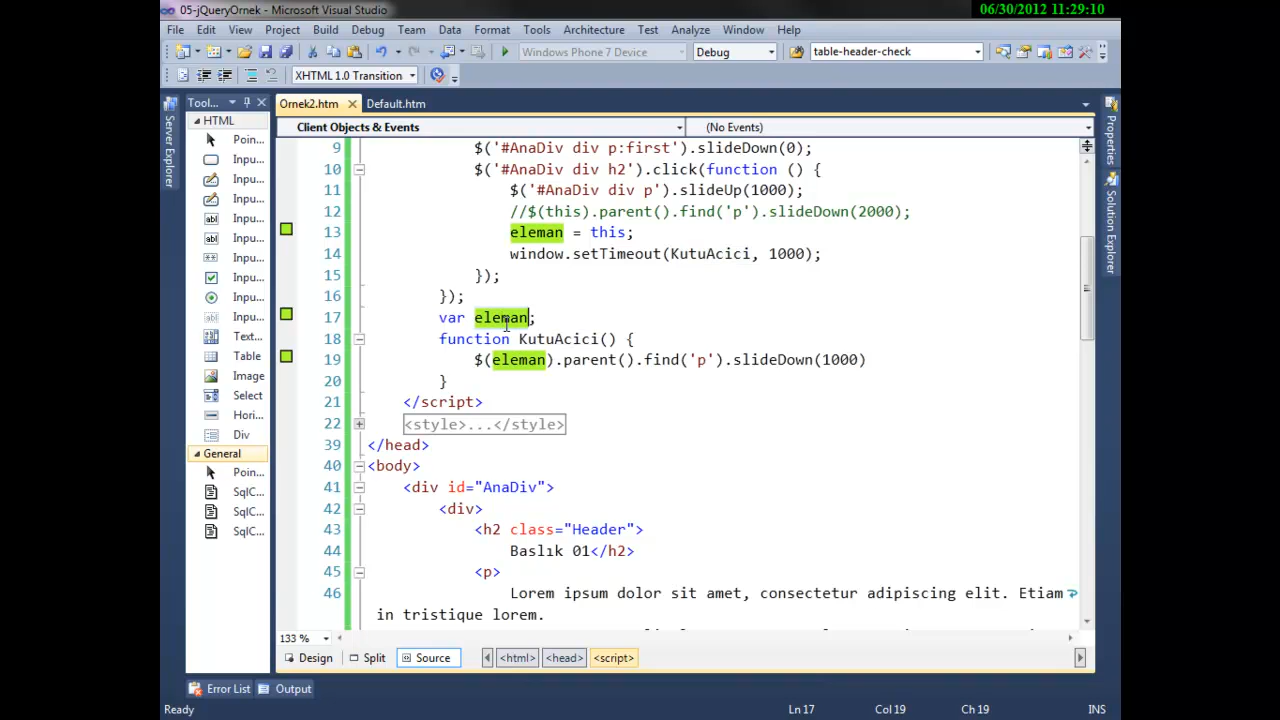 05-jQueryOrnek - Microsoft Visual Studio
06/30/2012 11:29:10
File Edit View Project Build Debug Team Data Format Tools Architecture Test Analyze Window Help
Windows Phone 7 Device Debug table-header-check
XHTML 1.0 Transition
Tool... Ornek2.htm Default.htm
Server Explorer
Properties
Solution Explorer
HTML
Poin...
Inpu...
Inpu...
Inpu...
Inpu...
Inpu...
Inpu...
Inpu...
Inpu...
Inpu...
Text...
Table
Image
Select
Hori...
Div
General
Poin...
SqlC...
SqlC...
SqlC...
Client Objects & Events (No Events)
9 $('#AnaDiv div p:first').slideDown(0);
10 $('#AnaDiv div h2').click(function () {
11 $('#AnaDiv div p').slideUp(1000);
12 //$(this).parent().find('p').slideDown(2000);
13 eleman = this;
14 window.setTimeout(KutuAcici, 1000);
15 });
16 });
17 var eleman;
18 function KutuAcici() {
19 $(eleman).parent().find('p').slideDown(1000)
20 }
21 </script>
22 <style>...</style>
39 </head>
40 <body>
41 <div id="AnaDiv">
42 <div>
43 <h2 class="Header">
44 Baslık 01</h2>
45 <p>
46 Lorem ipsum dolor sit amet, consectetur adipiscing elit. Etiam
in tristique lorem.
133 %
Design Split Source <html> <head> <script>
Error List Output
Ready Ln 17 Col 19 Ch 19 INS